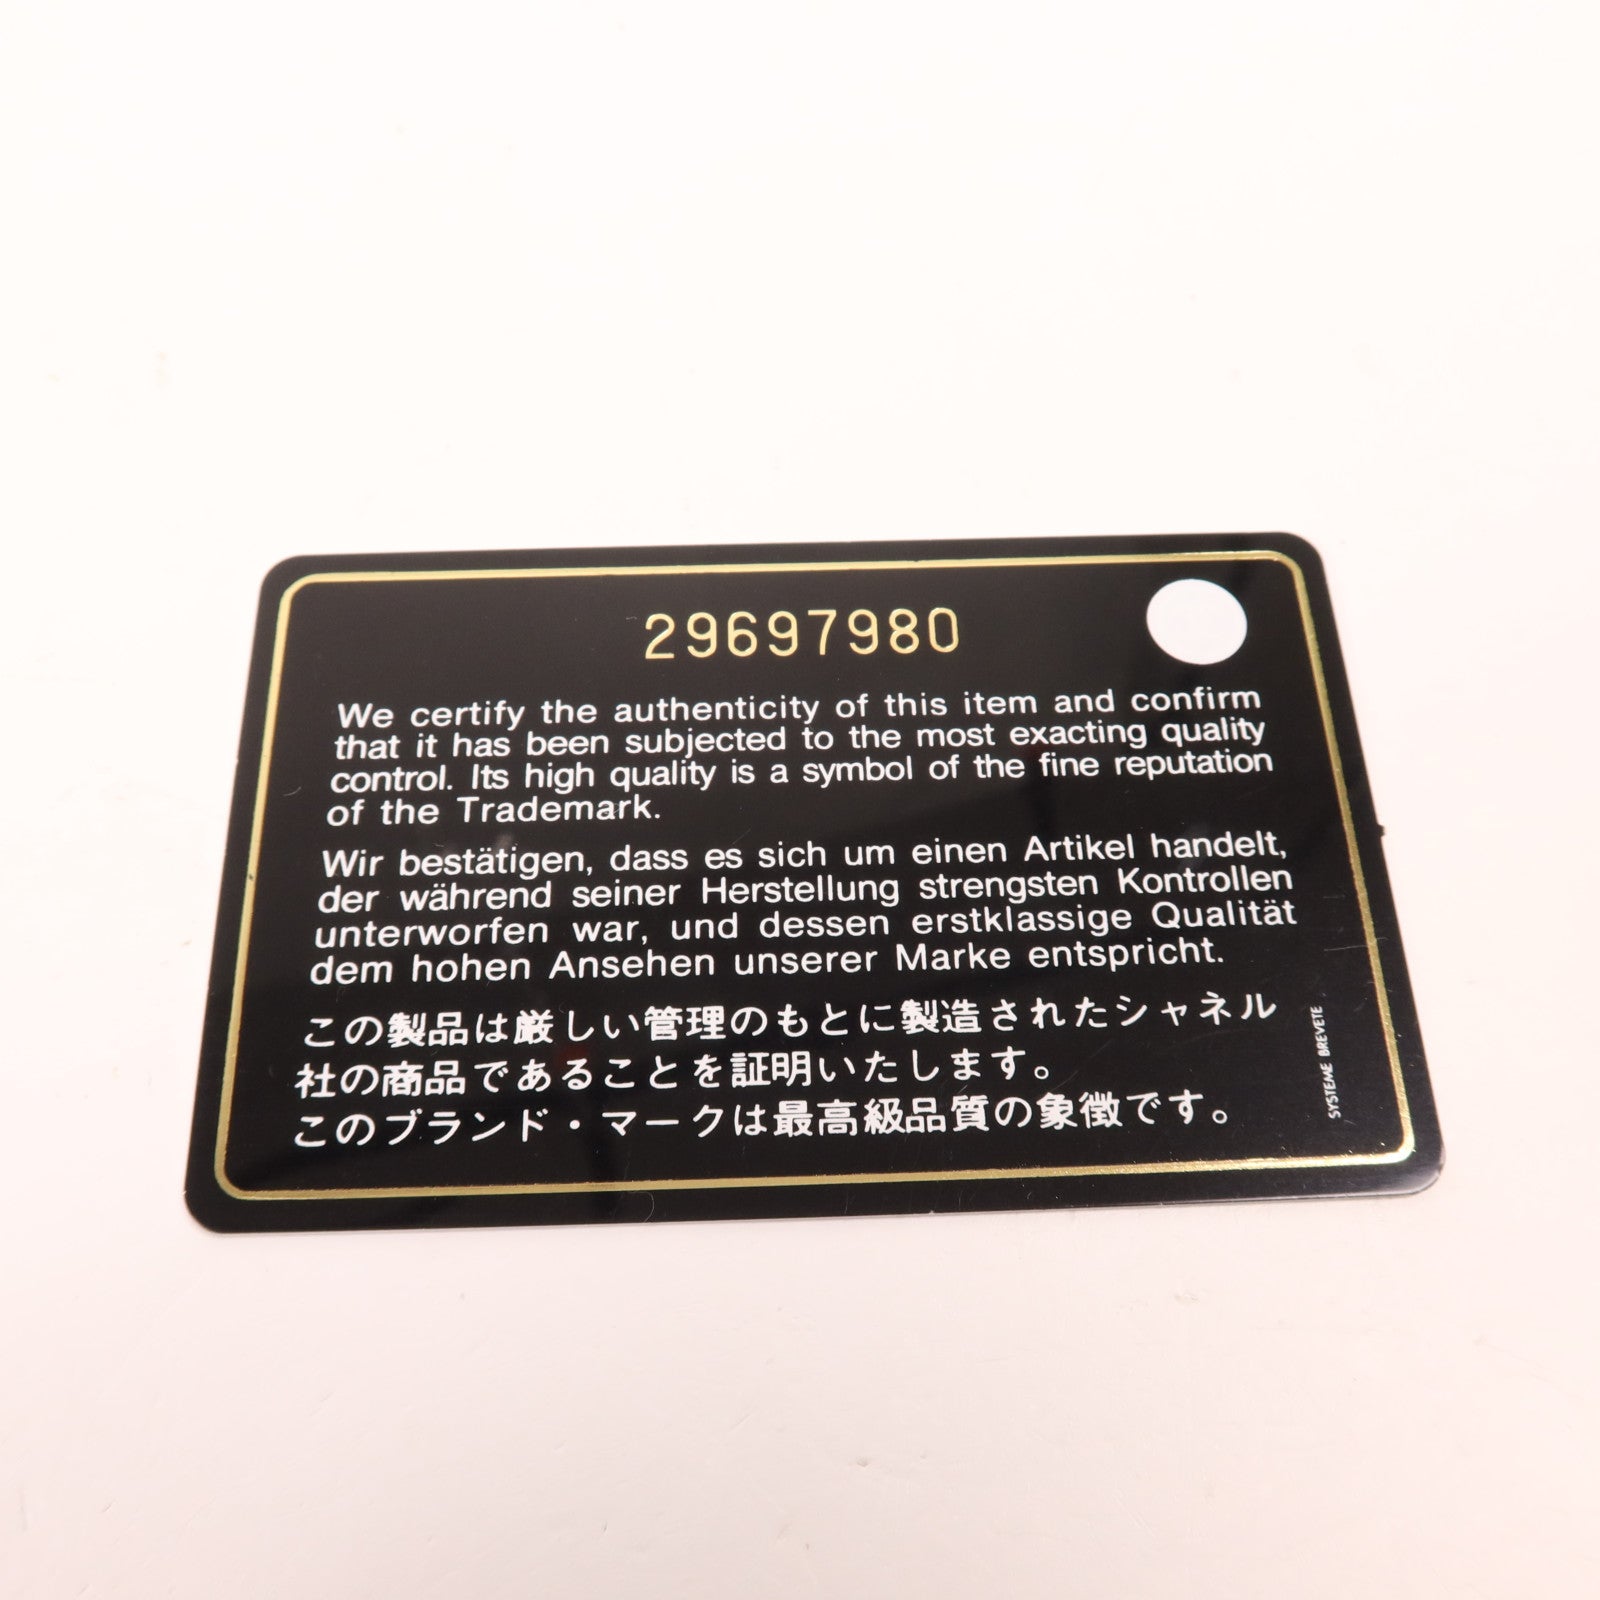 29697980
We certify the authenticity of this item and confirm
that it has been subjected to the most exacting quality
control. Its high quality is a symbol of the fine reputation
of the Trademark.
Wir bestätigen, dass es sich um einen Artikel handelt,
der während seiner Herstellung strengsten Kontrollen
unterworfen war, und dessen erstklassige Qualität
dem hohen Ansehen unserer Marke entspricht.
この製品は厳しい管理のもとに製造されたシャネル
社の商品であることを証明いたします。
このブランド・マークは最高級品質の象徴です。
SYSTEME BREVETE